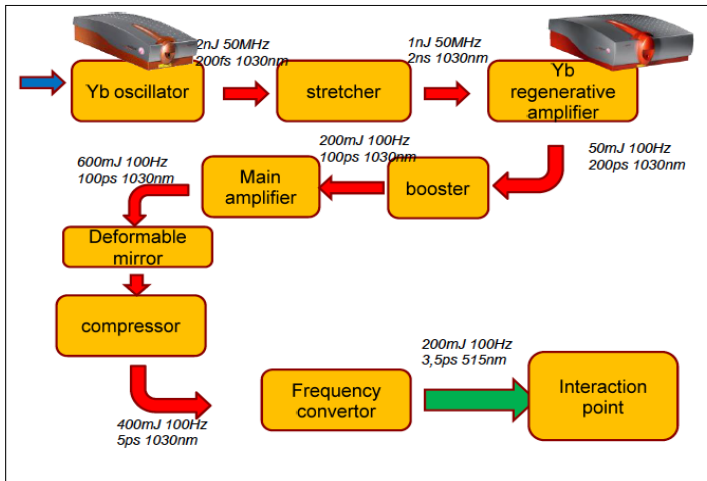 2nJ 50MHz
200fs 1030nm
1nJ 50MHz
2ns 1030nm
Yb oscillator
stretcher
Yb
regenerative
amplifier
50mJ 100Hz
200ps 1030nm
200mJ 100Hz
100ps 1030nm
booster
Main
amplifier
600mJ 100Hz
100ps 1030nm
Deformable
mirror
compressor
400mJ 100Hz
5ps 1030nm
Frequency
convertor
200mJ 100Hz
3,5ps 515nm
Interaction
point